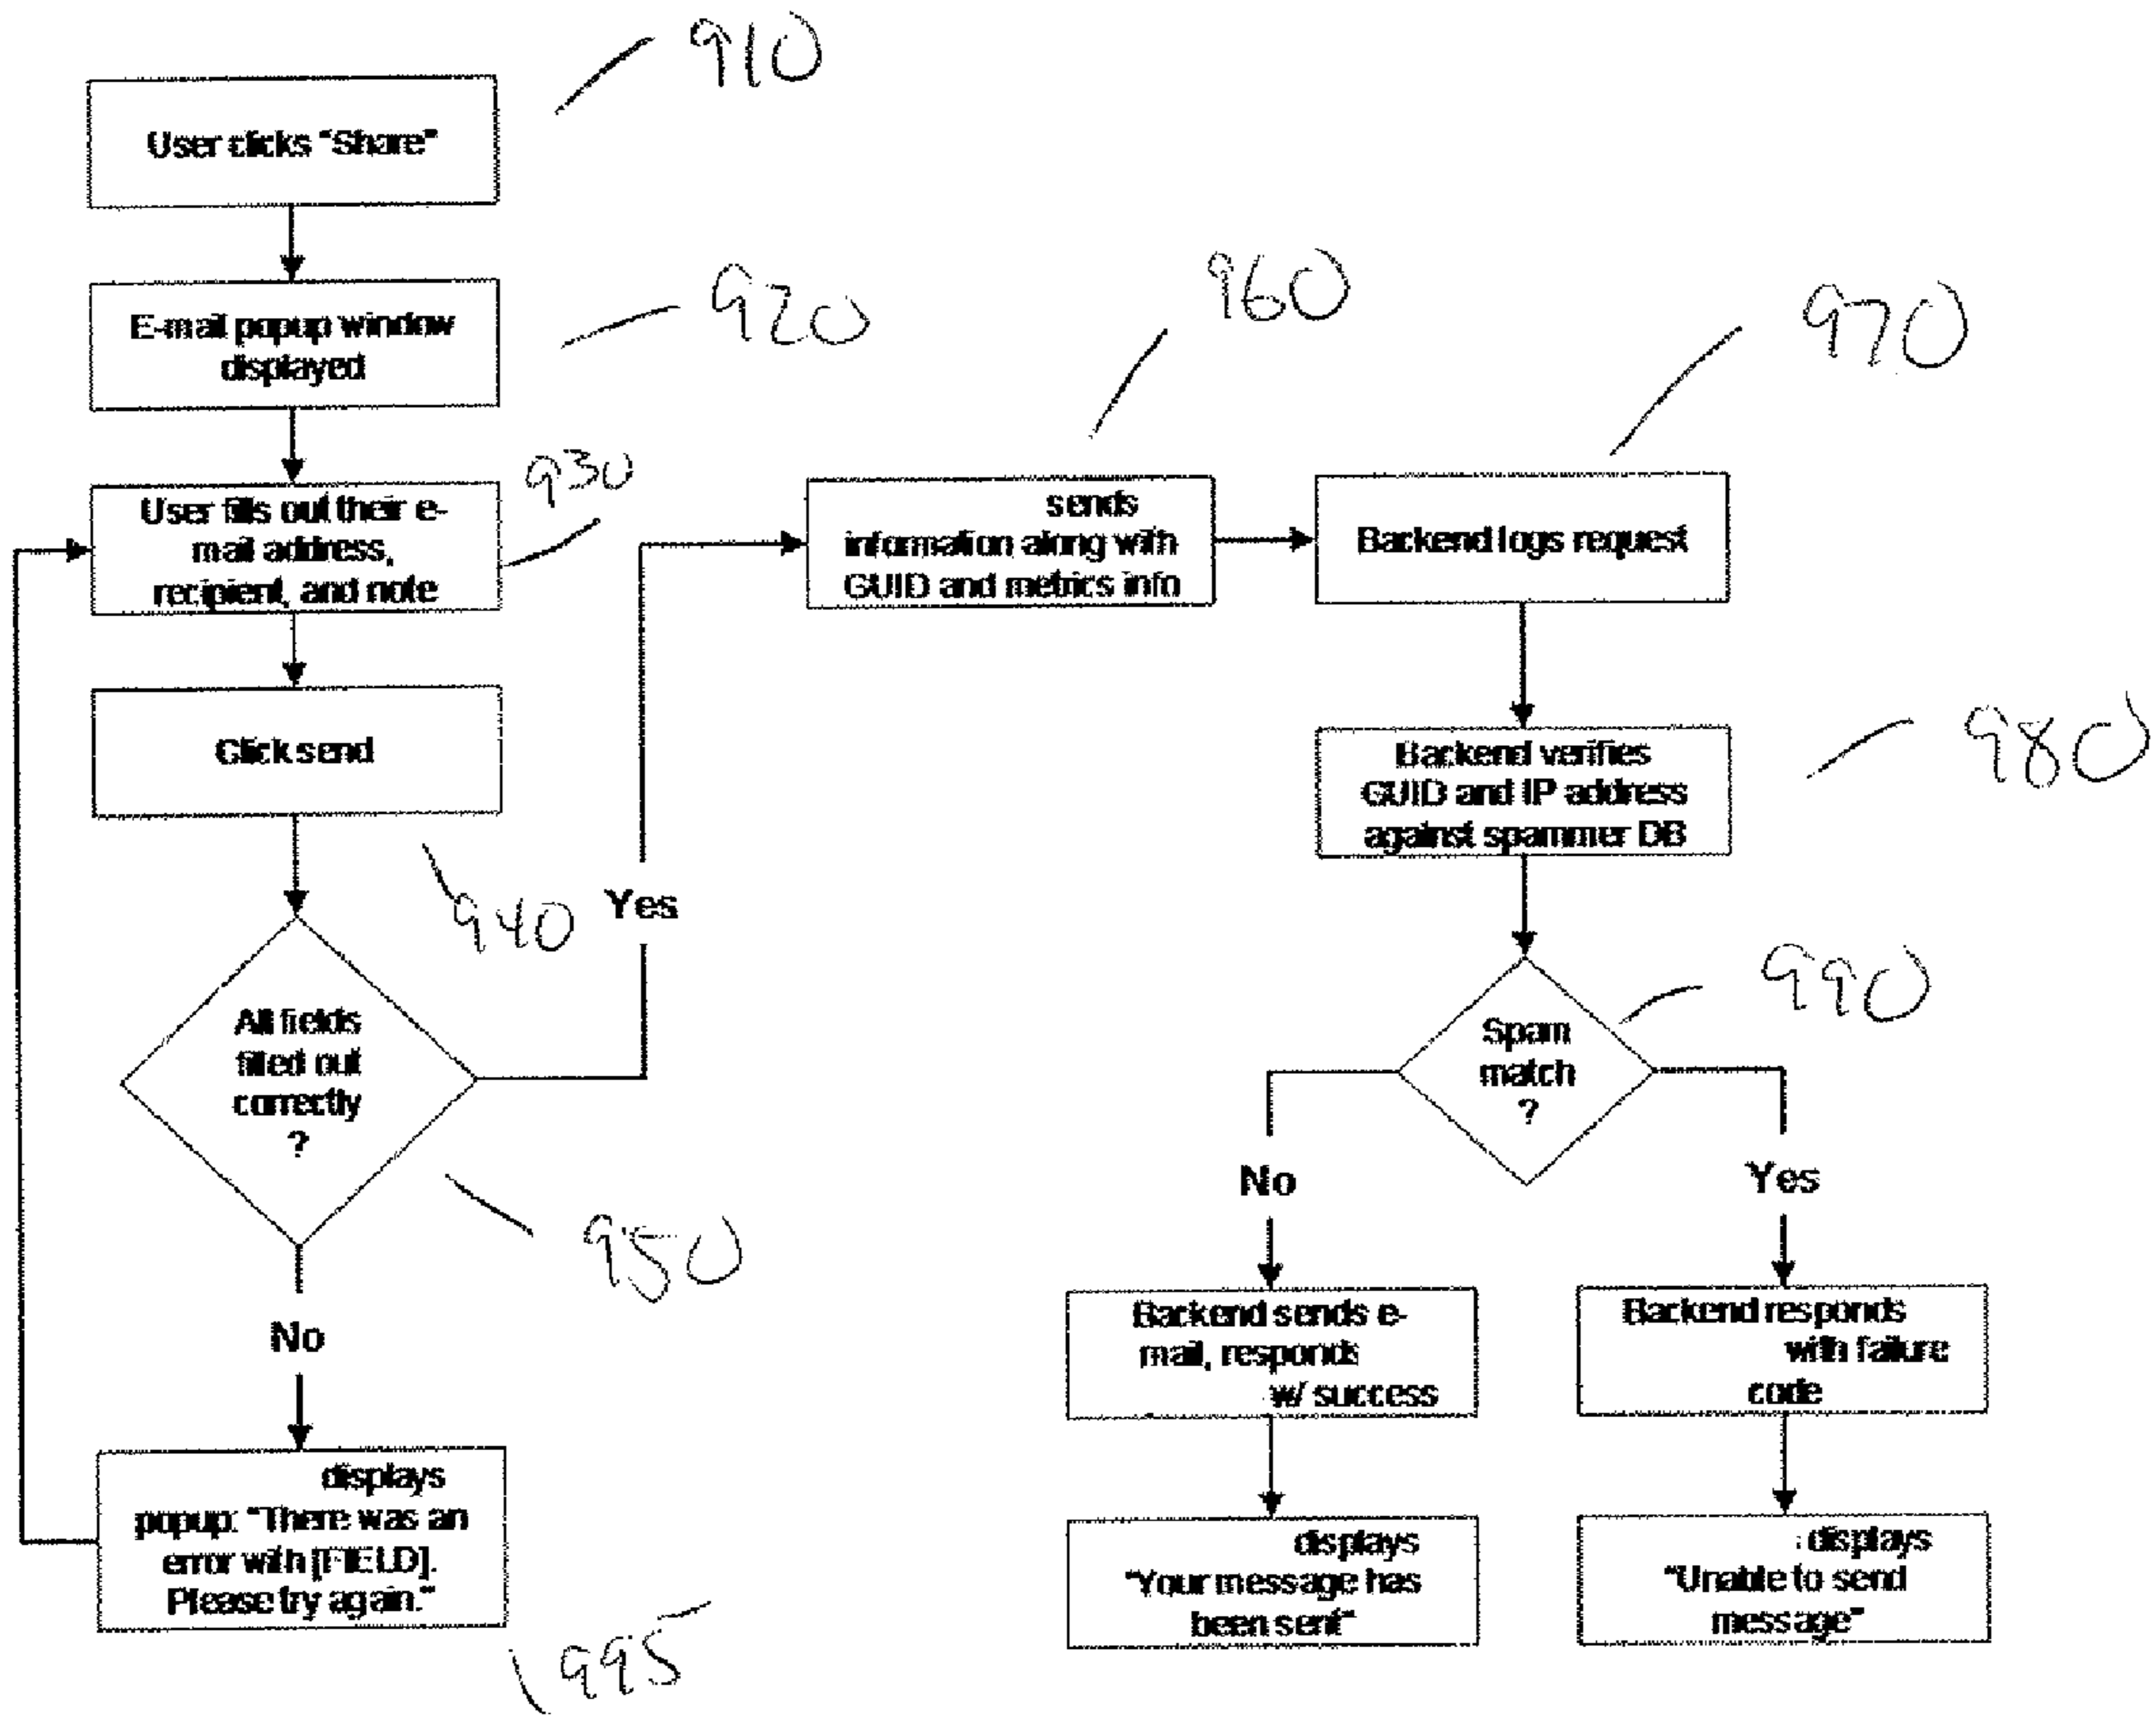 910
User clicks "Share"
920
E-mail popup window
displayed
930
User fills out their e-
mail address,
recipient, and note
Click send
940
All fields
filled out
correctly
?
950
Yes
No
displays
popup: "There was an
error with [FIELD].
Please try again."
995
960
sends
information along with
GUID and metrics info
970
Backend logs request
980
Backend verifies
GUID and IP address
against spammer DB
990
Spam
match
?
No
Yes
Backend sends e-
mail, responds
w/ success
Backend responds
with failure
code
displays
"Your message has
been sent"
displays
"Unable to send
message"